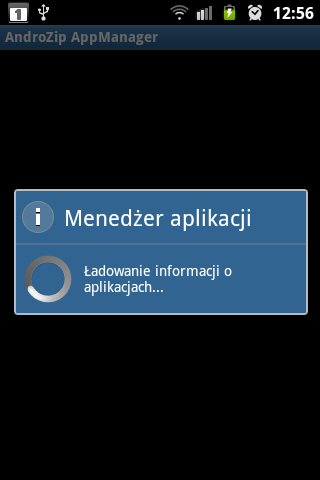 1 12:56
AndroZip AppManager
Menedżer aplikacji
Ładowanie informacji o
aplikacjach...